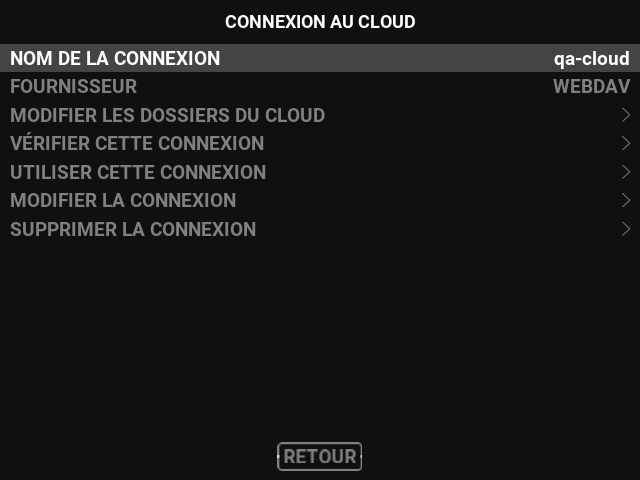 CONNEXION AU CLOUD
NOM DE LA CONNEXION qa-cloud
FOURNISSEUR WEBDAV
MODIFIER LES DOSSIERS DU CLOUD
VÉRIFIER CETTE CONNEXION
UTILISER CETTE CONNEXION
MODIFIER LA CONNEXION
SUPPRIMER LA CONNEXION
RETOUR